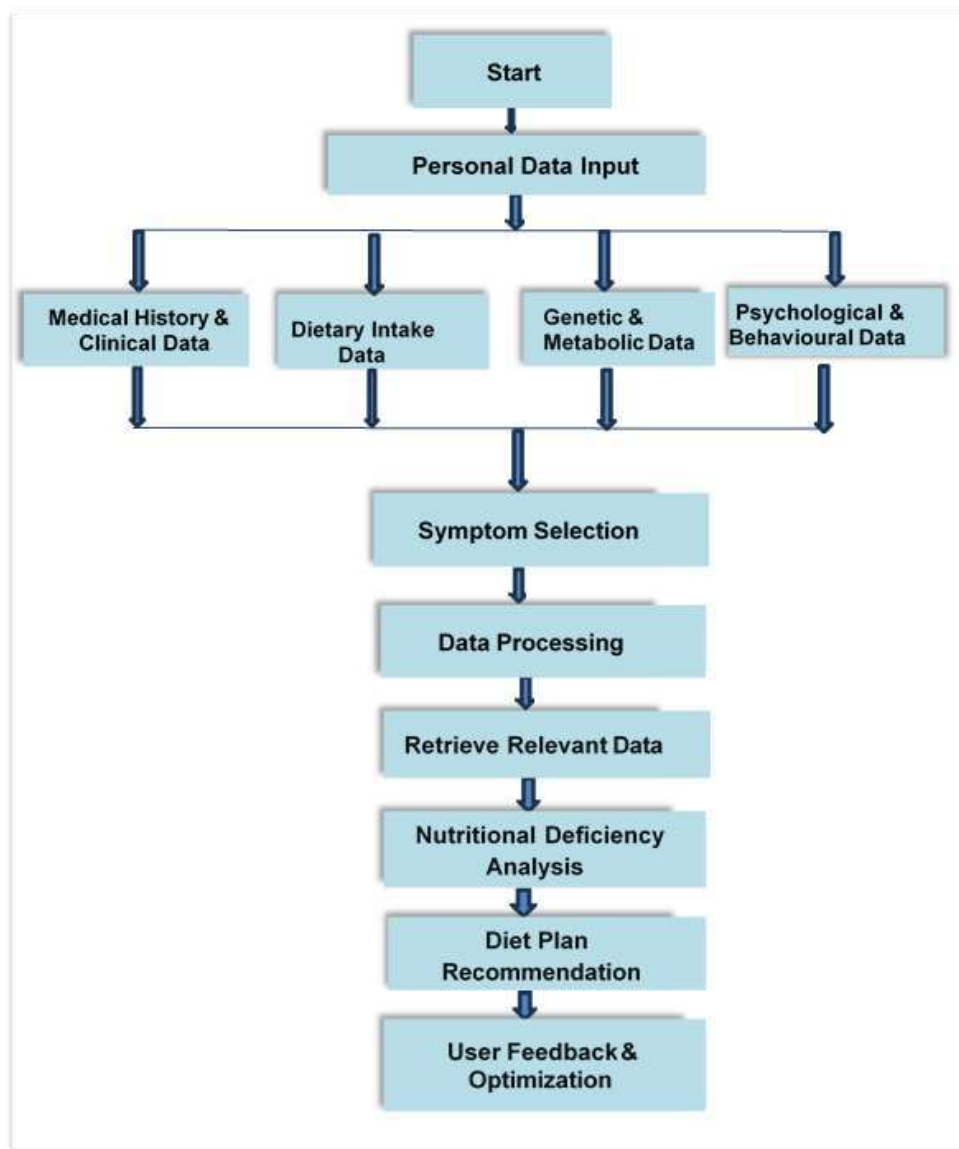 Start
Personal Data Input
Medical History &
Clinical Data
Dietary Intake
Data
Genetic &
Metabolic Data
Psychological &
Behavioural Data
Symptom Selection
Data Processing
Retrieve Relevant Data
Nutritional Deficiency
Analysis
Diet Plan
Recommendation
User Feedback &
Optimization